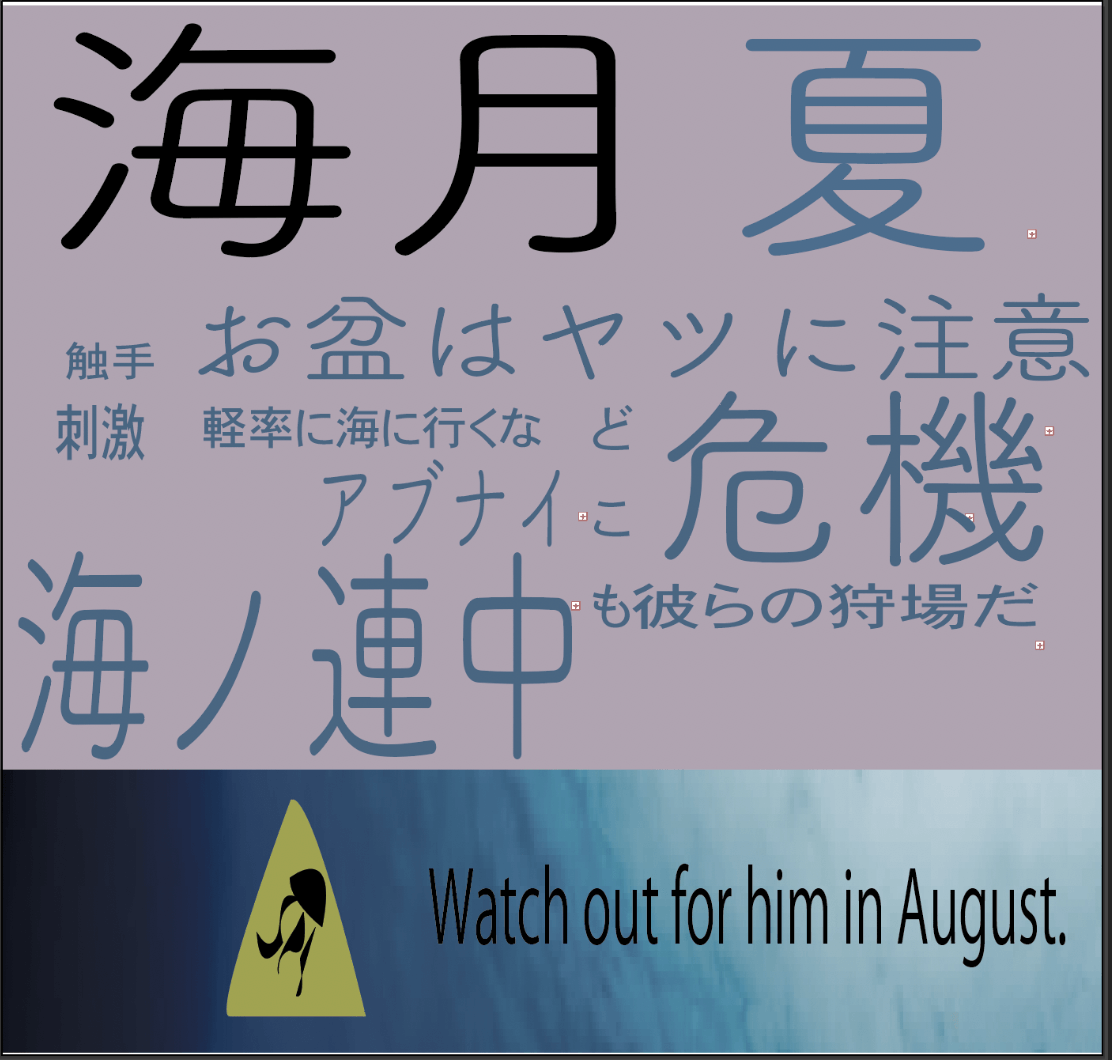 海月 夏
お盆はヤツに注意
触手
刺激
軽率に海に行くな
ど
危機
アブナイ
こ
海ノ連中
も彼らの狩場だ
Watch out for him in August.